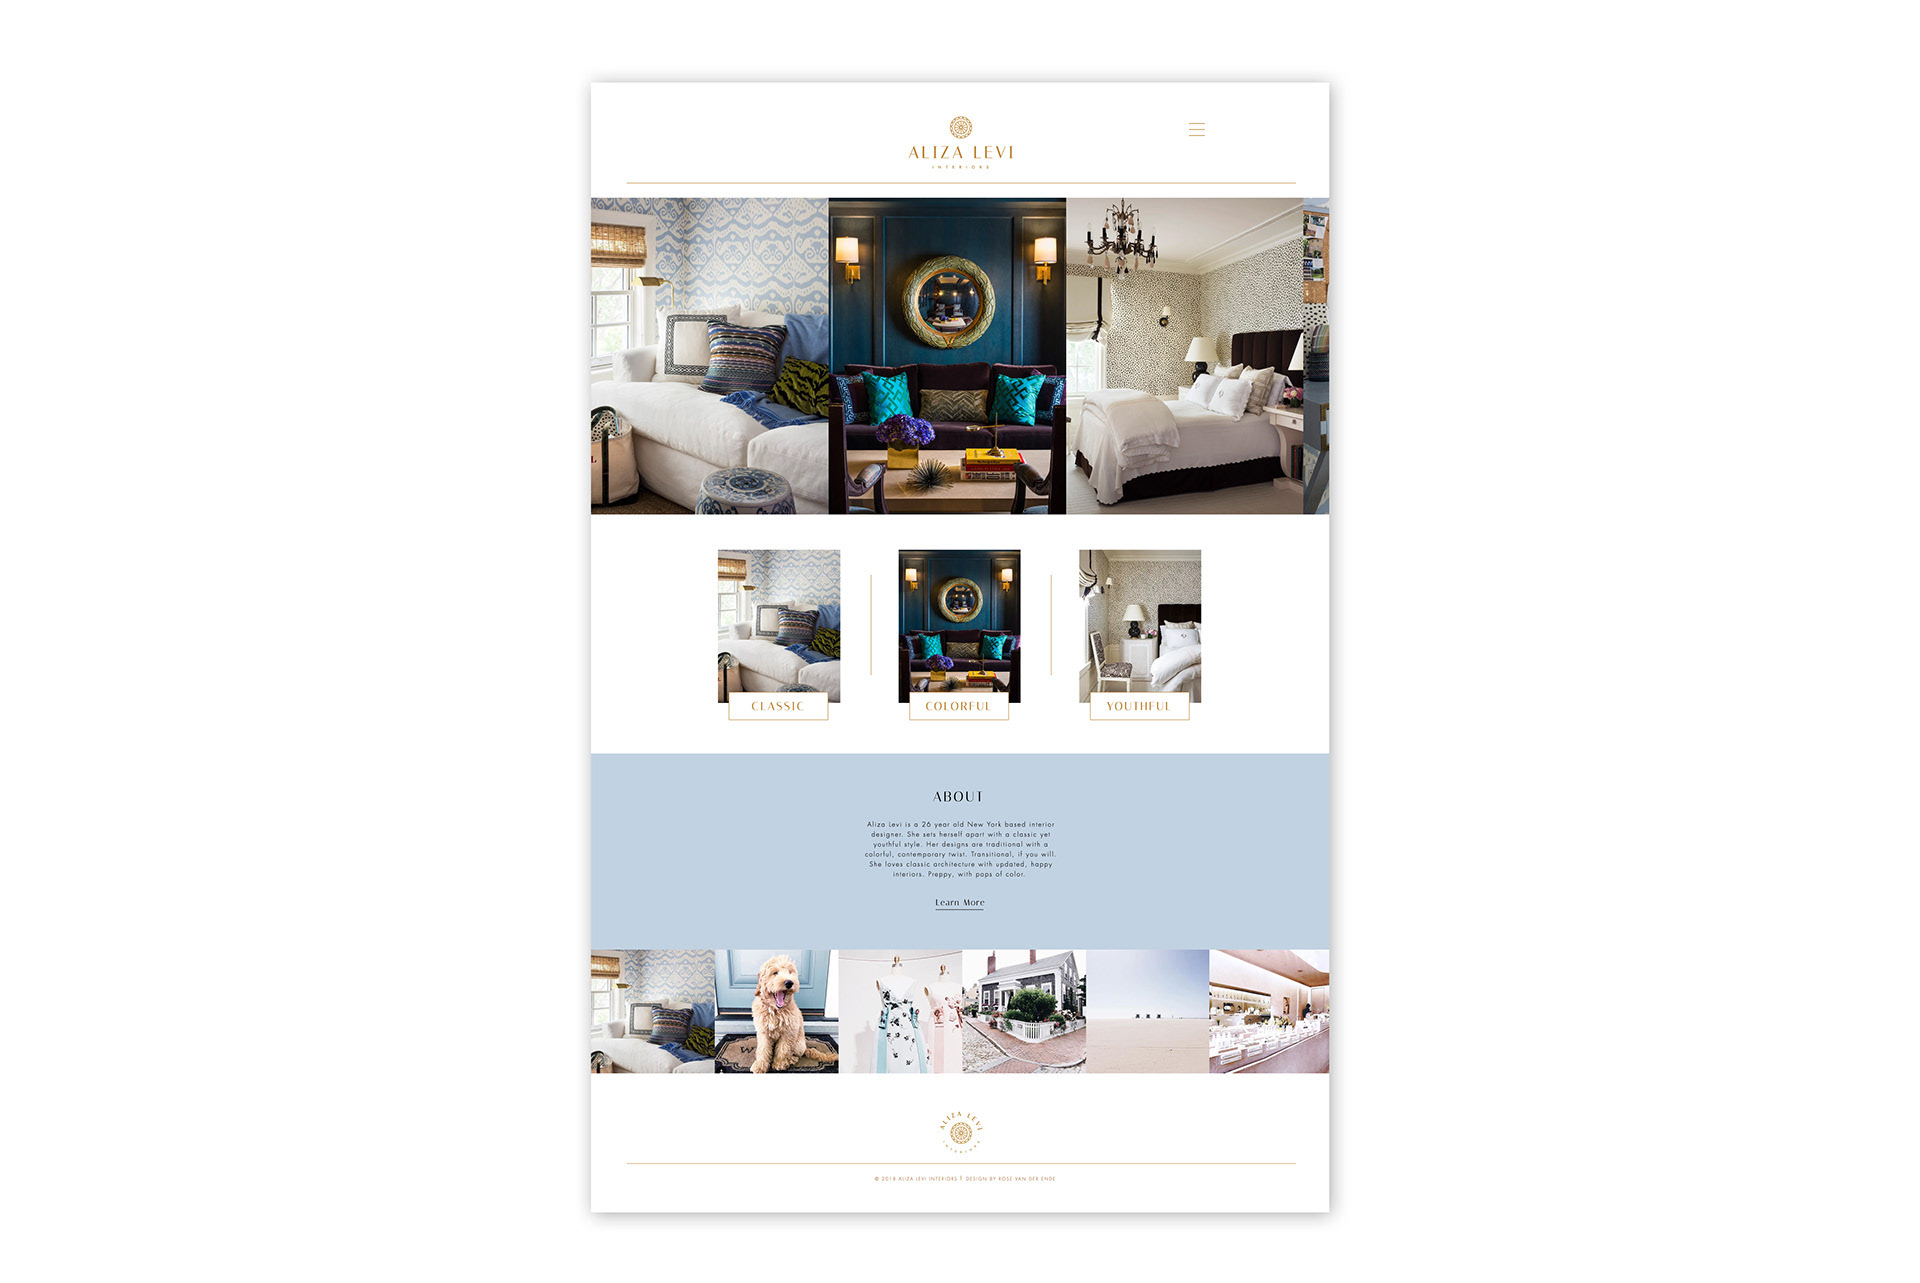 ALIZA LEVI
INTERIORS
CLASSIC
COLORFUL
YOUTHFUL
ABOUT
Aliza Levi is a 26 year old New York based interior
designer. She sets herself apart with a classic yet
youthful style. Her designs are traditional with a
colorful, contemporary twist. Transitional, if you will.
She loves classic architecture with updated, happy
interiors. Preppy, with pops of color.
Learn More
ALIZA LEVI
INTERIORS
© 2018 ALIZA LEVI INTERIORS | DESIGN BY ROSE VAN DER ENDE